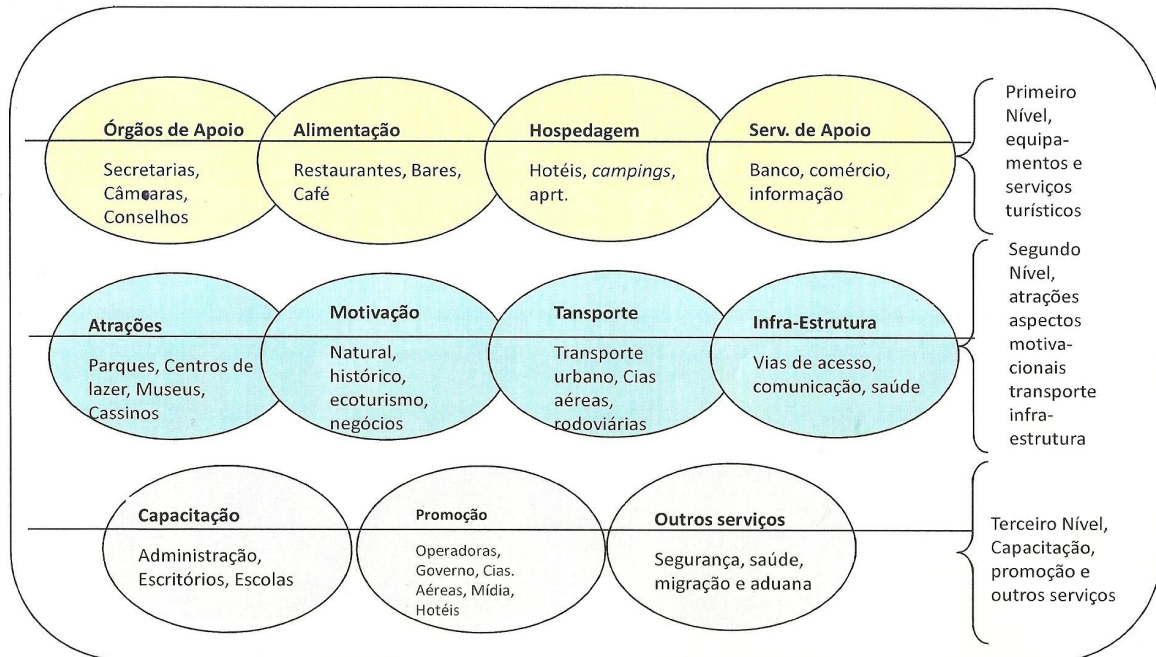 Órgãos de Apoio
Secretarias,
Câmaras,
Conselhos
Alimentação
Restaurantes, Bares,
Café
Hospedagem
Hotéis, campings,
aprt.
Serv. de Apoio
Banco, comércio,
informação
Primeiro
Nível,
equipa-
mentos e
serviços
turísticos
Atrações
Parques, Centros de
lazer, Museus,
Cassinos
Motivação
Natural,
histórico,
ecoturismo,
negócios
Tansporte
Transporte
urbano, Cias
aéreas,
rodoviárias
Infra-Estrutura
Vias de acesso,
comunicação, saúde
Segundo
Nível,
atrações
aspectos
motiva-
cionais
transporte
infra-
estrutura
Capacitação
Administração,
Escritórios, Escolas
Promoção
Operadoras,
Governo, Cias.
Aéreas, Mídia,
Hotéis
Outros serviços
Segurança, saúde,
migração e aduana
Terceiro Nível,
Capacitação,
promoção e
outros serviços